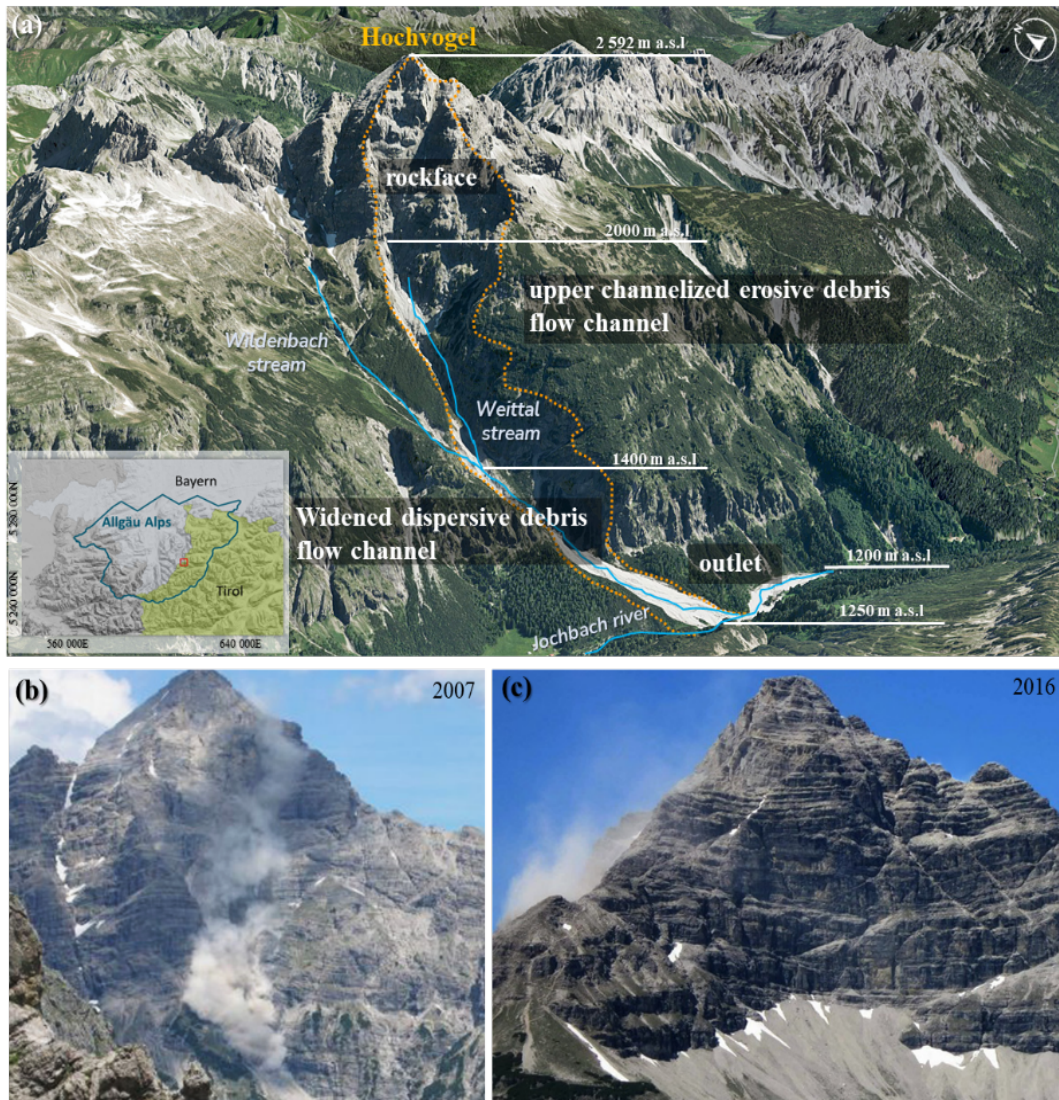 (a)
Hochvogel
2 592 m a.s.l
N
rockface
2000 m a.s.l
upper channelized erosive debris
flow channel
Wildenbach
stream
Weittal
stream
1400 m a.s.l
Widened dispersive debris
flow channel
outlet
1200 m a.s.l
1250 m a.s.l
Jochbach river
Bayern
Allgäu Alps
Tirol
5 280 000N
5 240 000N
560 000E
640 000E
(b)
2007
(c)
2016